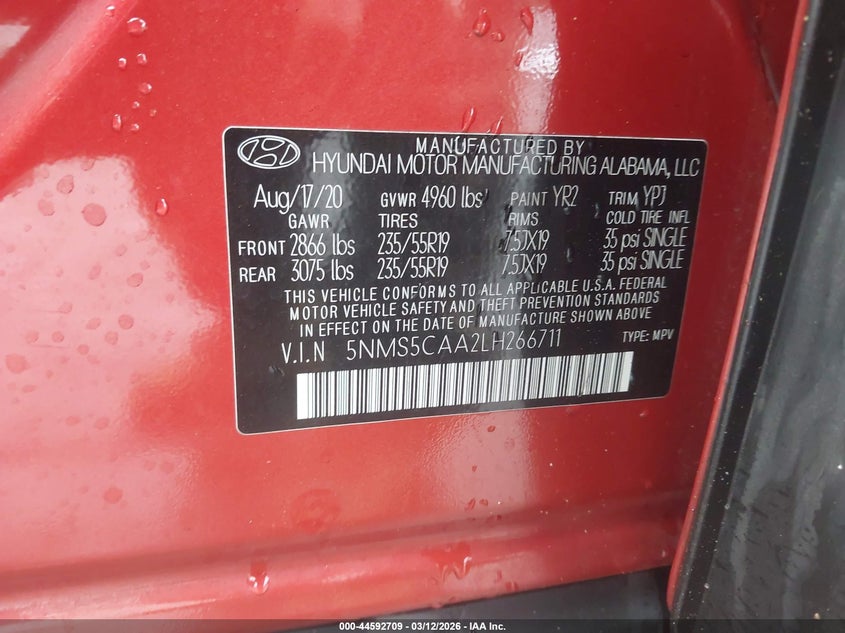 MANUFACTURED BY
HYUNDAI MOTOR MANUFACTURING ALABAMA, LLC
Aug/17/20 GVWR 4960 lbs PAINT YR2 TRIM YPJ
GAWR TIRES RIMS COLD TIRE INFL
FRONT 2866 lbs 235/55R19 7.5JX19 35 psi SINGLE
REAR 3075 lbs 235/55R19 7.5JX19 35 psi SINGLE
THIS VEHICLE CONFORMS TO ALL APPLICABLE U.S.A. FEDERAL
MOTOR VEHICLE SAFETY AND THEFT PREVENTION STANDARDS
IN EFFECT ON THE DATE OF MANUFACTURE SHOWN ABOVE.
V.I.N 5NMS5CAA2LH266711 TYPE: MPV
000-44592709 - 03/12/2026 - IAA Inc.